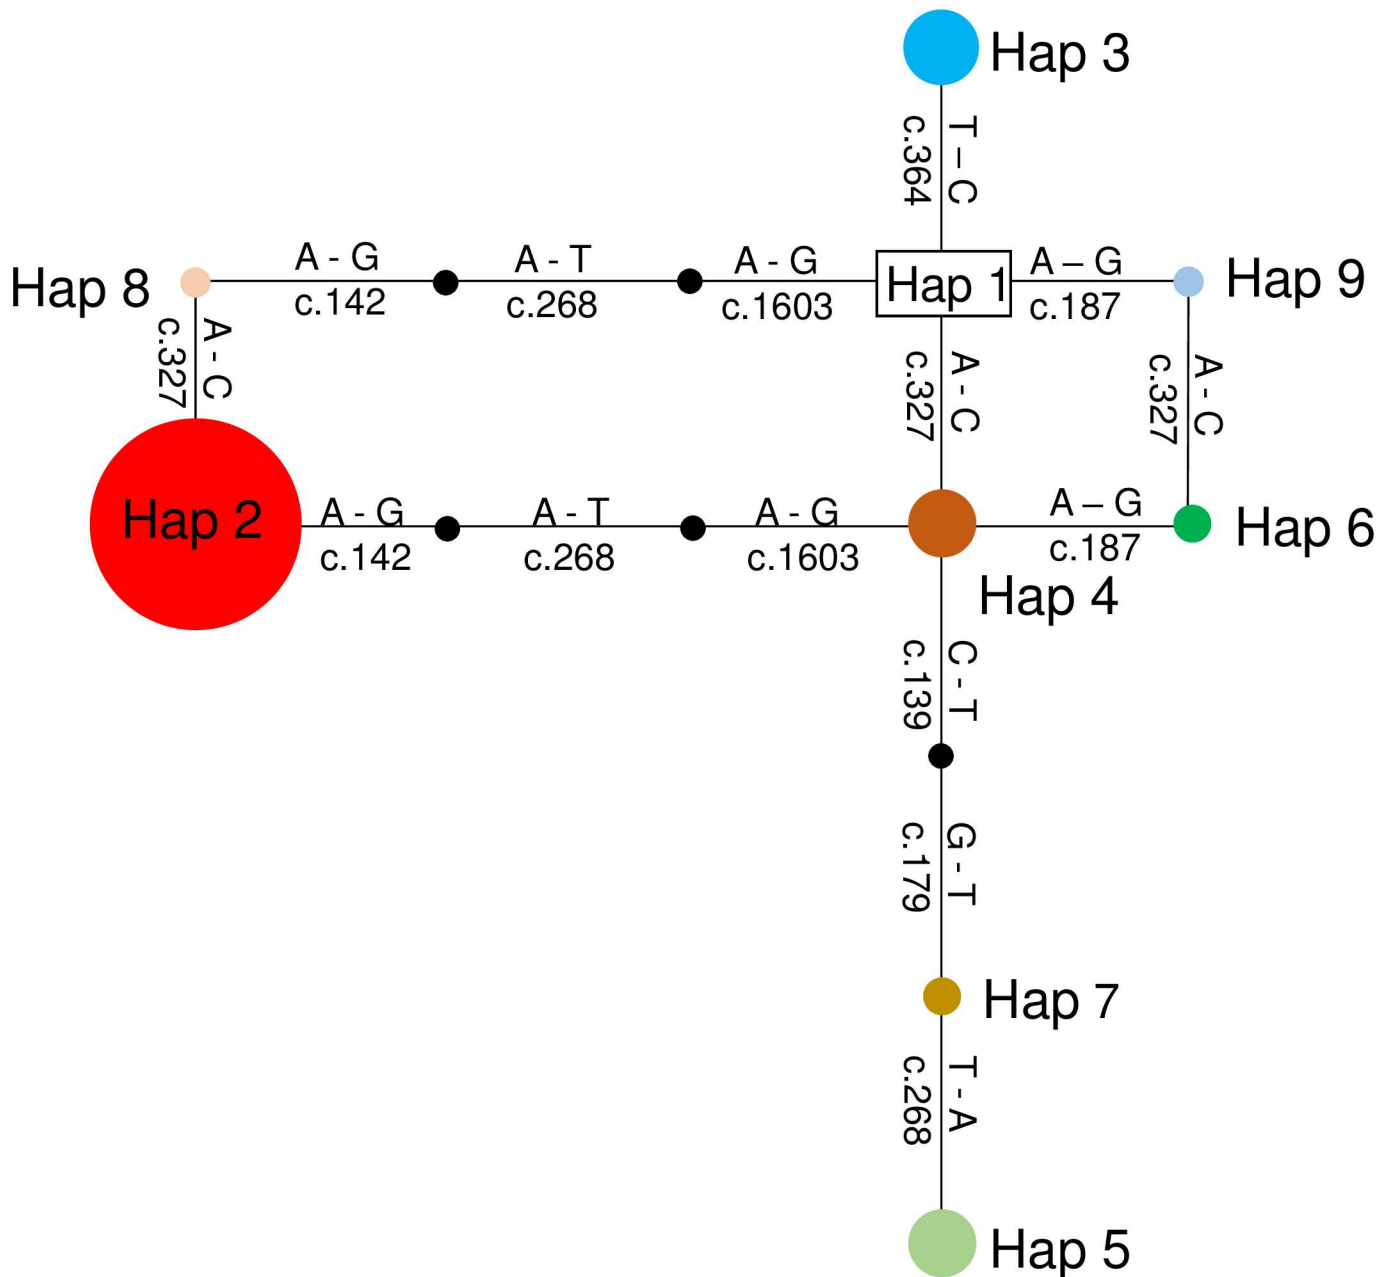 Hap 3
T – C
c.364
A - G
A - T
A - G
A – G
Hap 8
Hap 1
Hap 9
c.142
c.268
c.1603
c.187
A - C
c.327
A - C
c.327
A - C
c.327
Hap 2
A - G
A - T
A - G
A – G
Hap 6
c.142
c.268
c.1603
c.187
Hap 4
C - T
c.139
G - T
c.179
Hap 7
T - A
c.268
Hap 5